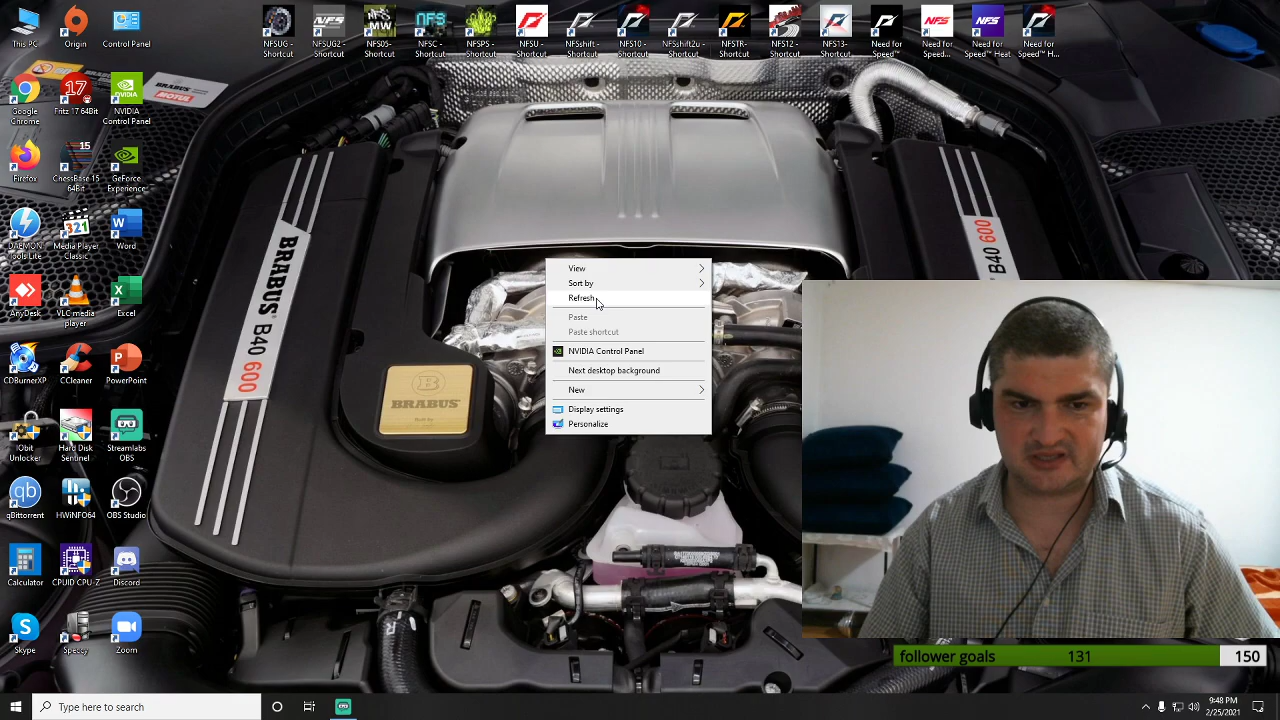 This PC
Origin
Control Panel
NFSUG -
Shortcut
NFSUG2 -
Shortcut
NFS05-
Shortcut
NFSC -
Shortcut
NFSPS -
Shortcut
NFSU -
Shortcut
NFSshift -
Shortcut
NFS10 -
Shortcut
NFSshift2u -
Shortcut
NFSTR-
Shortcut
NFS12 -
Shortcut
NFS13-
Shortcut
Need for
Speed™
Need for
Speed...
Need for
Speed™ Heat
Need for
Speed™ H...
Google
Chrome
Fritz 17 64Bit
NVIDIA
Control Panel
Firefox
ChessBase 15
64Bit
GeForce
Experience
DAEMON
Tools Lite
Media Player
Classic
Word
AnyDesk
VLC media
player
Excel
CDBurnerXP
CCleaner
PowerPoint
IObit
Unlocker
Hard Disk
Sentinel
Streamlabs
OBS
qBittorrent
HWiNFO64
OBS Studio
Calculator
CPUID CPU-Z
Discord
Skype
Speccy
Zoom
MOTUL
BRABUS B40 600
B40 600
BRABUS
View
Sort by
Refresh
Paste
Paste shortcut
NVIDIA Control Panel
Next desktop background
New
Display settings
Personalize
follower goals 131 150
Type here to search
9:48 PM
2/25/2021